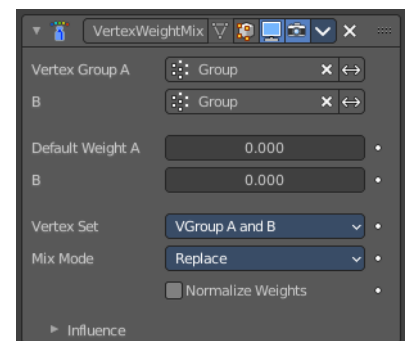 VertexWeightMix
Vertex Group A Group
B Group
Default Weight A 0.000
B 0.000
Vertex Set VGroup A and B
Mix Mode Replace
Normalize Weights
Influence